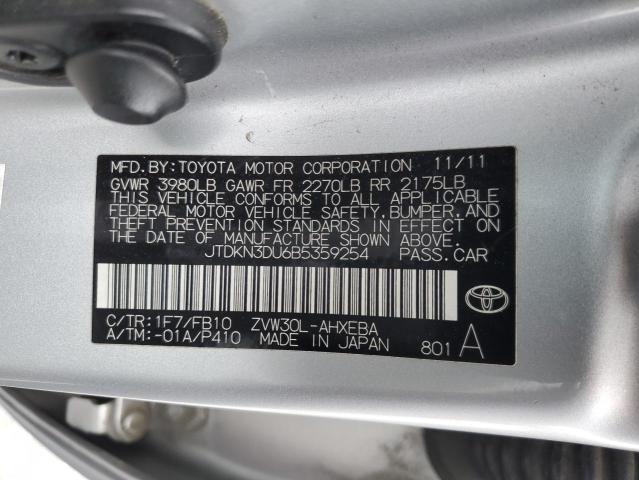 MFD.BY:TOYOTA MOTOR CORPORATION 11/11
GVWR 3980LB GAWR FR 2270LB RR 2175LB
THIS VEHICLE CONFORMS TO ALL APPLICABLE
FEDERAL MOTOR VEHICLE SAFETY, BUMPER, AND
THEFT PREVENTION STANDARDS IN EFFECT ON
THE DATE OF MANUFACTURE SHOWN ABOVE.
JTDKN3DU6B5359254 PASS.CAR
C/TR:1F7/FB10 ZVW30L-AHXEBA
A/TM:-01A/P410 MADE IN JAPAN 801 A